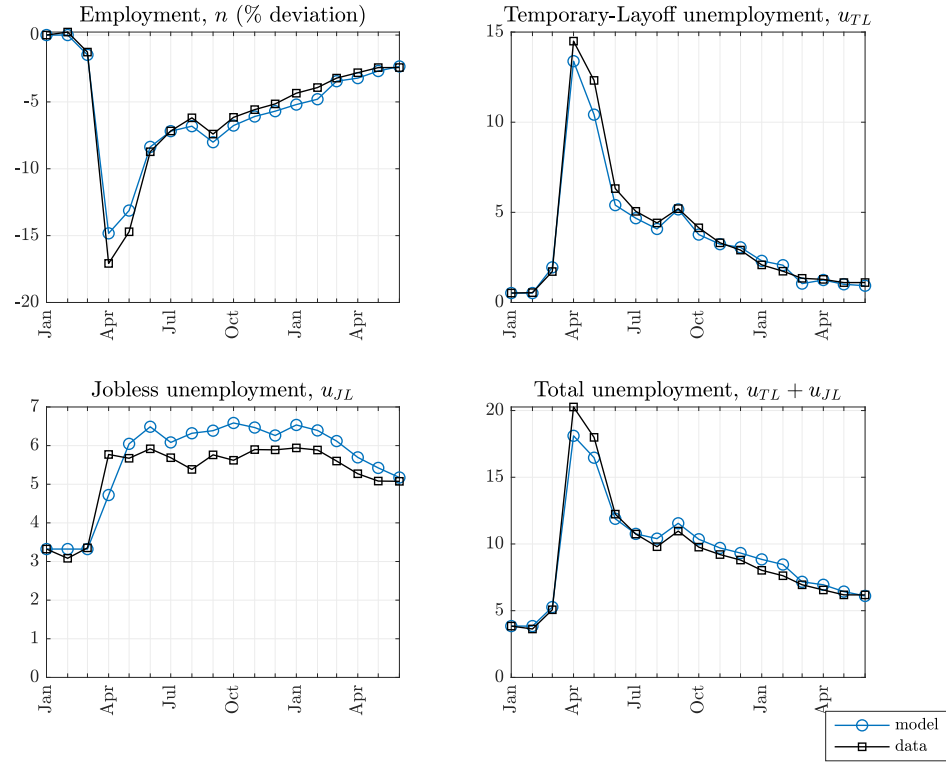 Employment, n (% deviation)
0
-5
-10
-15
-20
Jan
Apr
Jul
Oct
Jan
Apr
Temporary-Layoff unemployment, u_TL
15
10
5
0
Jan
Apr
Jul
Oct
Jan
Apr
Jobless unemployment, u_JL
7
6
5
4
3
2
1
0
Jan
Apr
Jul
Oct
Jan
Apr
Total unemployment, u_TL + u_JL
20
15
10
5
0
Jan
Apr
Jul
Oct
Jan
Apr
model
data